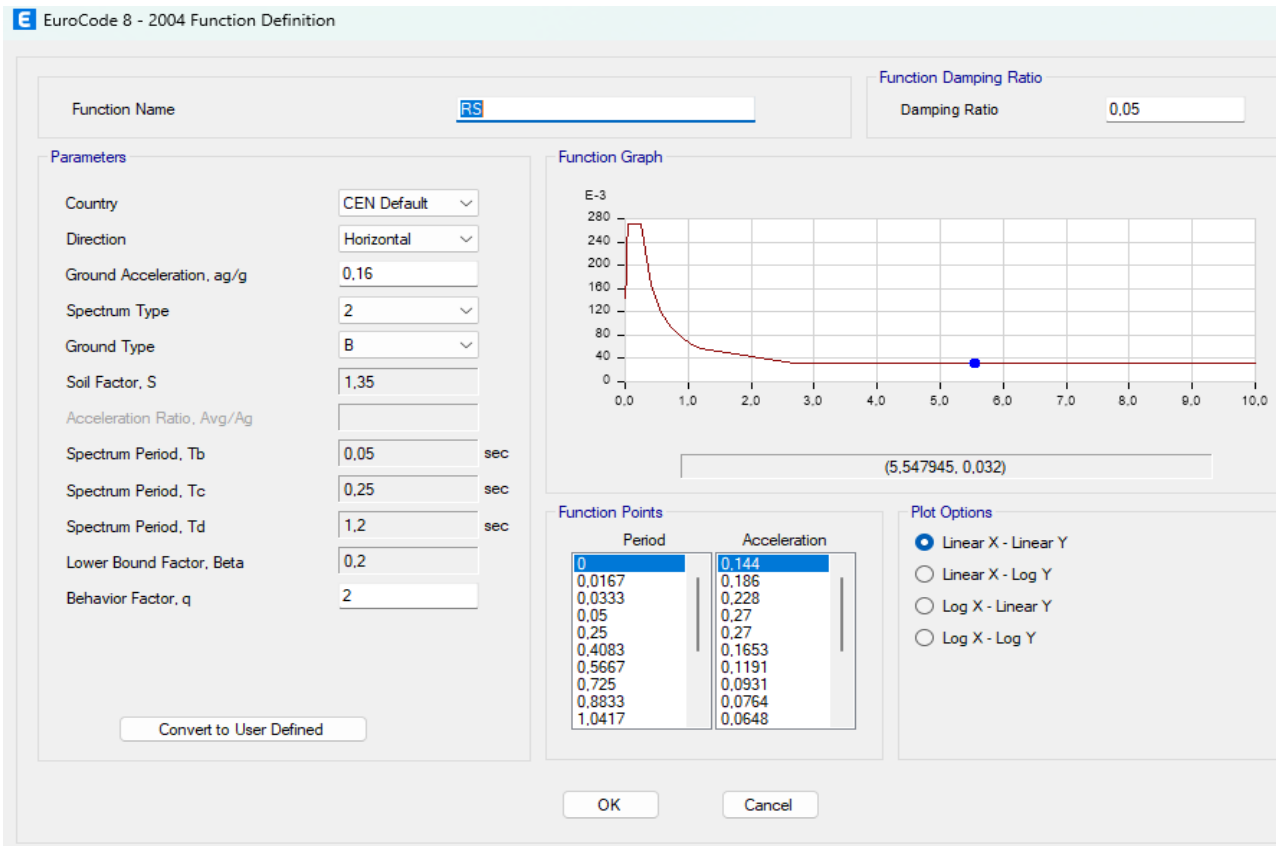 E EuroCode 8 - 2004 Function Definition
Function Name RS
Function Damping Ratio
Damping Ratio 0,05
Parameters
Country CEN Default
Direction Horizontal
Ground Acceleration, ag/g 0,16
Spectrum Type 2
Ground Type B
Soil Factor, S 1,35
Acceleration Ratio, Avg/Ag
Spectrum Period, Tb 0,05 sec
Spectrum Period, Tc 0,25 sec
Spectrum Period, Td 1,2 sec
Lower Bound Factor, Beta 0,2
Behavior Factor, q 2
Convert to User Defined
Function Graph
E-3
280
240
200
160
120
80
40
0
0,0 1,0 2,0 3,0 4,0 5,0 6,0 7,0 8,0 9,0 10,0
(5,547945, 0,032)
Function Points
Period Acceleration
0 0,144
0,0167 0,186
0,0333 0,228
0,05 0,27
0,25 0,27
0,4083 0,1653
0,5667 0,1191
0,725 0,0931
0,8833 0,0764
1,0417 0,0648
Plot Options
Linear X - Linear Y
Linear X - Log Y
Log X - Linear Y
Log X - Log Y
OK Cancel